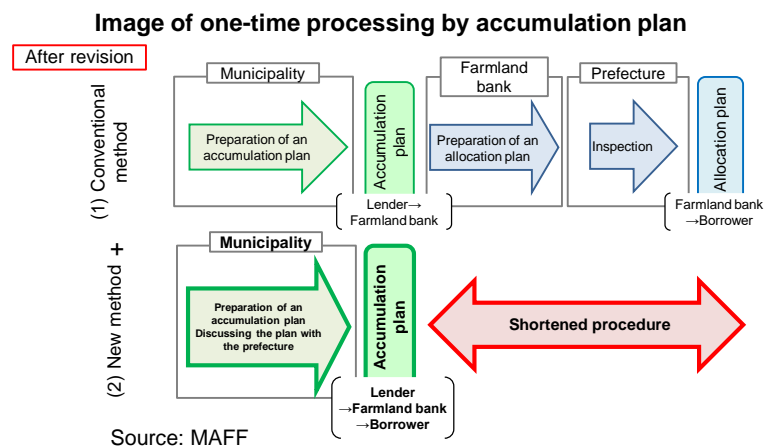 Image of one-time processing by accumulation plan
After revision
(1) Conventional
method
Municipality
Preparation of an
accumulation plan
Accumulation
plan
Lender→
Farmland bank
Farmland
bank
Preparation of an
allocation plan
Prefecture
Inspection
Allocation plan
Farmland bank
→Borrower
+
(2) New method
Municipality
Preparation of an
accumulation plan
Discussing the plan with
the prefecture
Accumulation
plan
Lender
→Farmland bank
→Borrower
Shortened procedure
Source: MAFF